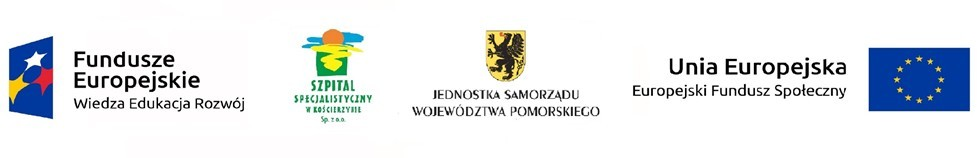 Fundusze
Europejskie
Wiedza Edukacja Rozwój
SZPITAL
SPECJALISTYCZNY
W KOŚCIERZYNIE
Sp. z o.o.
JEDNOSTKA SAMORZĄDU
WOJEWÓDZTWA POMORSKIEGO
Unia Europejska
Europejski Fundusz Społeczny